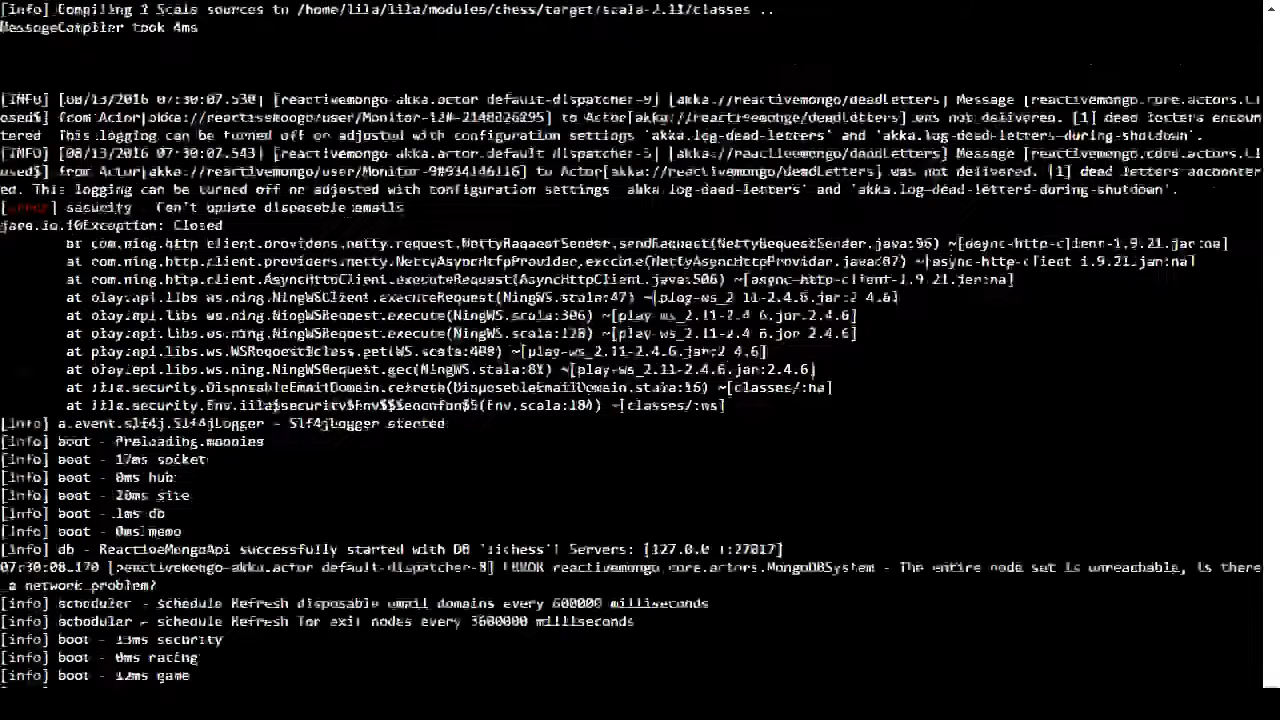 [info] Compiling 1 Scala sources to /home/lila/lila/modules/chess/target/scala-2.11/classes ..
MessageCompiler took 4ms
[INFO] [08/13/2016 07:30:07.530] [reactivemongo-akka.actor.default-dispatcher-9] [akka://reactivemongo/deadLetters] Message [reactivemongo.core.actors.Cl
osed$] from Actor[akka://reactivemongo/user/Monitor-12# to Actor[akka://reactivemongo/deadLetters] was not delivered. [1] dead letters encoun
tered. This logging can be turned off or adjusted with configuration settings 'akka.log-dead-letters' and 'akka.log-dead-letters-during-shutdown'.
[INFO] [08/13/2016 07:30:07.543] [reactivemongo-akka.actor.default-dispatcher-5] [akka://reactivemongo/deadLetters] Message [reactivemongo.core.actors.Cl
osed$] from Actor[akka://reactivemongo/user/Monitor-9#934146116] to Actor[akka://reactivemongo/deadLetters] was not delivered. [1] dead letters encounter
ed. This logging can be turned off or adjusted with configuration settings 'akka.log-dead-letters' and 'akka.log-dead-letters-during-shutdown'.
[error] security - Can't update disposable emails
java.io.IOException: Closed
at com.ning.http.client.providers.netty.request.NettyRequestSender.sendRequest(NettyRequestSender.java:96) ~[async-http-client-1.9.21.jar:na]
at com.ning.http.client.providers.netty.NettyAsyncHttpProvider.execute(NettyAsyncHttpProvider.java:87) ~[async-http-client-1.9.21.jar:na]
at com.ning.http.client.AsyncHttpClient.executeRequest(AsyncHttpClient.java:506) ~[async-http-client-1.9.21.jar:na]
at play.api.libs.ws.ning.NingWSClient.executeRequest(NingWS.scala:47) ~[play-ws_2.11-2.4.6.jar:2.4.6]
at play.api.libs.ws.ning.NingWSRequest.execute(NingWS.scala:306) ~[play-ws_2.11-2.4.6.jar:2.4.6]
at play.api.libs.ws.ning.NingWSRequest.execute(NingWS.scala:128) ~[play-ws_2.11-2.4.6.jar:2.4.6]
at play.api.libs.ws.WSRequest$class.get(WS.scala:400) ~[play-ws_2.11-2.4.6.jar:2.4.6]
at play.api.libs.ws.ning.NingWSRequest.get(NingWS.scala:81) ~[play-ws_2.11-2.4.6.jar:2.4.6]
at lila.security.DisposableEmailDomain.refresh(DisposableEmailDomain.scala:16) ~[classes/:na]
at ~[classes/:na]
[info] a.event.slf4j.Slf4jLogger - Slf4jLogger started
[info] boot - Preloading modules
[info] boot - 17ms socket
[info] boot - 0ms hub
[info] boot - 20ms site
[info] boot - 1ms db
[info] boot - 0ms memo
[info] db - ReactiveMongoApi successfully started with DB 'lichess'! Servers: [127.0.0.1:27017]
07:30:08.170 [reactivemongo-akka.actor.default-dispatcher-8] ERROR reactivemongo.core.actors.MongoDBSystem - The entire node set is unreachable, is there
a network problem?
[info] scheduler - schedule Refresh disposable email domains every 600000 milliseconds
[info] scheduler - schedule Refresh Tor exit nodes every 3600000 milliseconds
[info] boot - 13ms security
[info] boot - 0ms rating
[info] boot - 12ms game